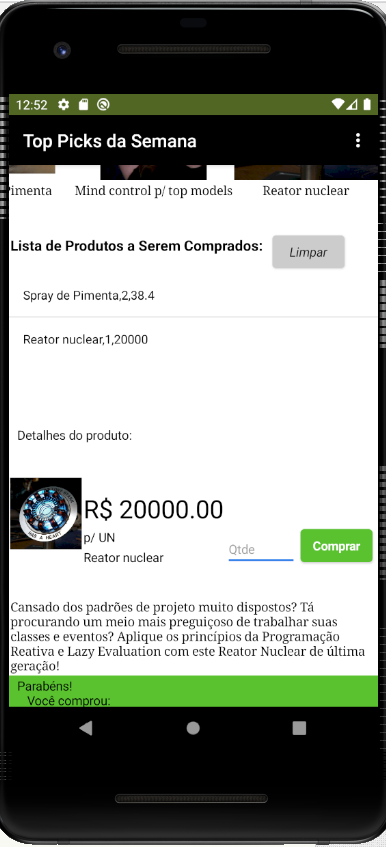 12:52
Top Picks da Semana
Pimenta Mind control p/ top models Reator nuclear
Lista de Produtos a Serem Comprados: Limpar
Spray de Pimenta,2,38.4
Reator nuclear,1,20000
Detalhes do produto:
HAS A HEART
R$ 20000.00
p/ UN
Reator nuclear
Qtde
Comprar
Cansado dos padrões de projeto muito dispostos? Tá
procurando um meio mais preguiçoso de trabalhar suas
classes e eventos? Aplique os princípios da Programação
Reativa e Lazy Evaluation com este Reator Nuclear de última
geração!
Parabéns!
Você comprou: